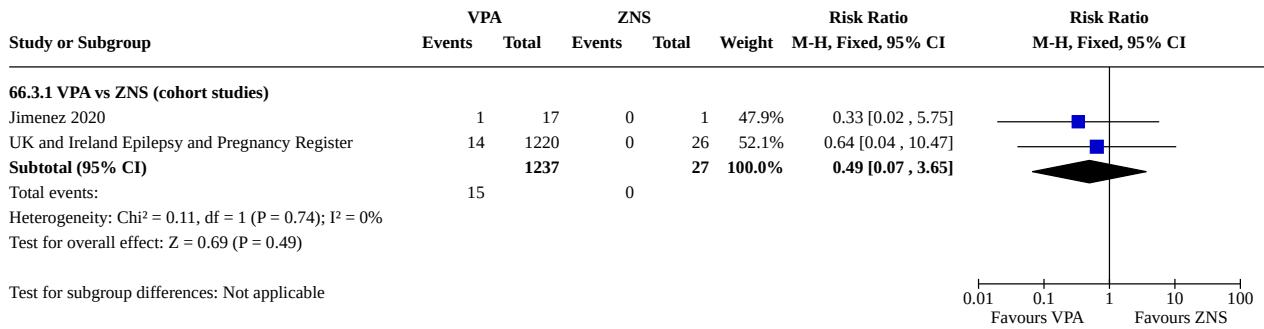 VPA ZNS Risk Ratio Risk Ratio
Study or Subgroup Events Total Events Total Weight M-H, Fixed, 95% CI M-H, Fixed, 95% CI
66.3.1 VPA vs ZNS (cohort studies)
Jimenez 2020 1 17 0 1 47.9% 0.33 [0.02 , 5.75]
UK and Ireland Epilepsy and Pregnancy Register 14 1220 0 26 52.1% 0.64 [0.04 , 10.47]
Subtotal (95% CI) 1237 27 100.0% 0.49 [0.07 , 3.65]
Total events: 15 0
Heterogeneity: Chi² = 0.11, df = 1 (P = 0.74); I² = 0%
Test for overall effect: Z = 0.69 (P = 0.49)
Test for subgroup differences: Not applicable
0.01 0.1 1 10 100
Favours VPA Favours ZNS